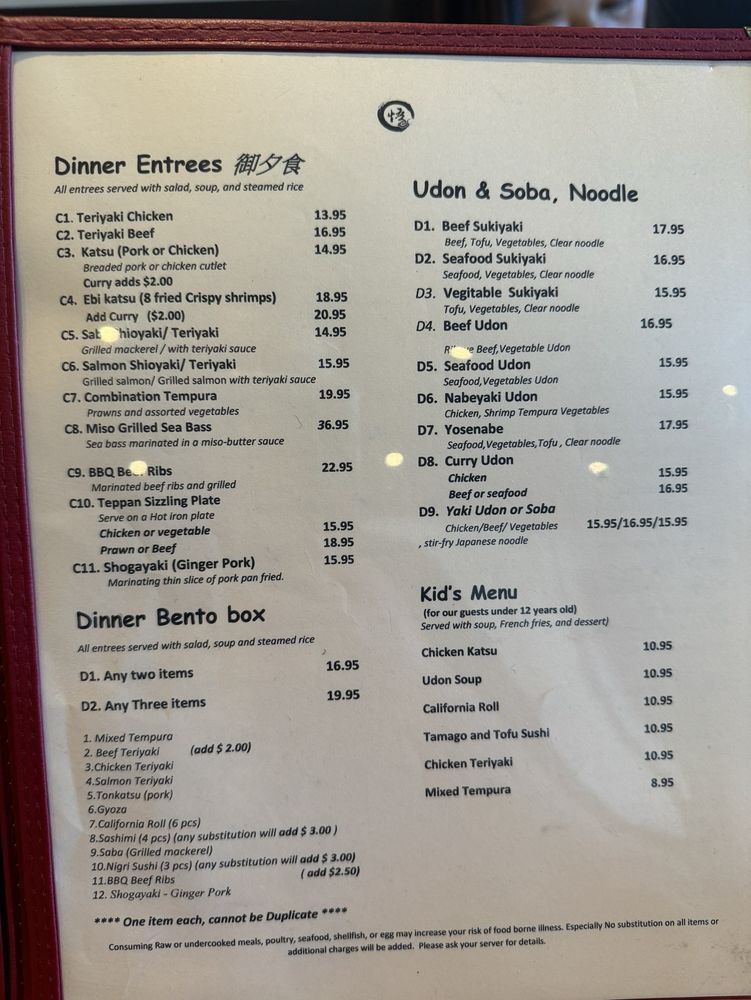 悟
Dinner Entrees 御夕食
All entrees served with salad, soup, and steamed rice
C1. Teriyaki Chicken 13.95
C2. Teriyaki Beef 16.95
C3. Katsu (Pork or Chicken) 14.95
Breaded pork or chicken cutlet
Curry adds $2.00
C4. Ebi katsu (8 fried Crispy shrimps) 18.95
Add Curry ($2.00) 20.95
C5. Shioyaki/ Teriyaki 14.95
Grilled mackerel / with teriyaki sauce
C6. Salmon Shioyaki/ Teriyaki 15.95
Grilled salmon/ Grilled salmon with teriyaki sauce
C7. Combination Tempura 19.95
Prawns and assorted vegetables
C8. Miso Grilled Sea Bass 36.95
Sea bass marinated in a miso-butter sauce
C9. BBQ Beef Ribs 22.95
Marinated beef ribs and grilled
C10. Teppan Sizzling Plate
Serve on a Hot iron plate
Chicken or vegetable 15.95
Prawn or Beef 18.95
C11. Shogayaki (Ginger Pork) 15.95
Marinating thin slice of pork pan fried.
Dinner Bento box
All entrees served with salad, soup and steamed rice
D1. Any two items 16.95
D2. Any Three items 19.95
1. Mixed Tempura
2. Beef Teriyaki (add $ 2.00)
3.Chicken Teriyaki
4.Salmon Teriyaki
5.Tonkatsu (pork)
6.Gyoza
7.California Roll (6 pcs)
8.Sashimi (4 pcs) (any substitution will add $ 3.00 )
9.Saba (Grilled mackerel)
10.Nigri Sushi (3 pcs) (any substitution will add $ 3.00)
11.BBQ Beef Ribs ( add $2.50)
12. Shogayaki - Ginger Pork
**** One item each, cannot be Duplicate ****
Udon & Soba, Noodle
D1. Beef Sukiyaki 17.95
Beef, Tofu, Vegetables, Clear noodle
D2. Seafood Sukiyaki 16.95
Seafood, Vegetables, Clear noodle
D3. Vegitable Sukiyaki 15.95
Tofu, Vegetables, Clear noodle
D4. Beef Udon 16.95
Beef,Vegetable Udon
D5. Seafood Udon 15.95
Seafood,Vegetables Udon
D6. Nabeyaki Udon 15.95
Chicken, Shrimp Tempura Vegetables
D7. Yosenabe 17.95
Seafood,Vegetables,Tofu , Clear noodle
D8. Curry Udon
Chicken 15.95
Beef or seafood 16.95
D9. Yaki Udon or Soba
Chicken/Beef/ Vegetables 15.95/16.95/15.95
, stir-fry Japanese noodle
Kid's Menu
(for our guests under 12 years old)
Served with soup, French fries, and dessert)
Chicken Katsu 10.95
Udon Soup 10.95
California Roll 10.95
Tamago and Tofu Sushi 10.95
Chicken Teriyaki 10.95
Mixed Tempura 8.95
Consuming Raw or undercooked meals, poultry, seafood, shellfish, or egg may increase your risk of food borne illness. Especially No substitution on all items or
additional charges will be added. Please ask your server for details.